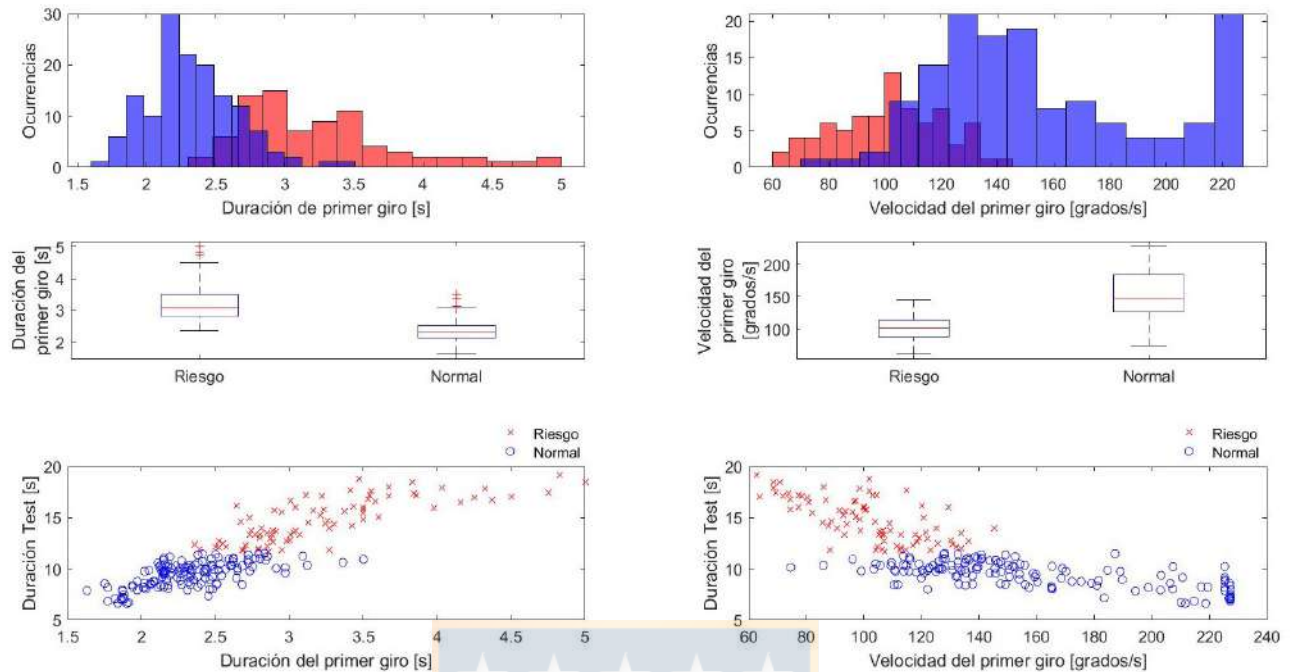 30
20
10
0
Ocurrencias
1.5 2 2.5 3 3.5 4 4.5 5
Duración de primer giro [s]
20
15
10
5
0
Ocurrencias
60 80 100 120 140 160 180 200 220
Velocidad del primer giro [grados/s]
5
4
3
2
Duración del
primer giro [s]
Riesgo Normal
200
150
100
Velocidad del
primer giro
[grados/s]
Riesgo Normal
Riesgo
Normal
20
15
10
5
Duración Test [s]
1.5 2 2.5 3 3.5 4 4.5 5
Duración del primer giro [s]
Riesgo
Normal
20
15
10
5
Duración Test [s]
60 80 100 120 140 160 180 200 220 240
Velocidad del primer giro [grados/s]